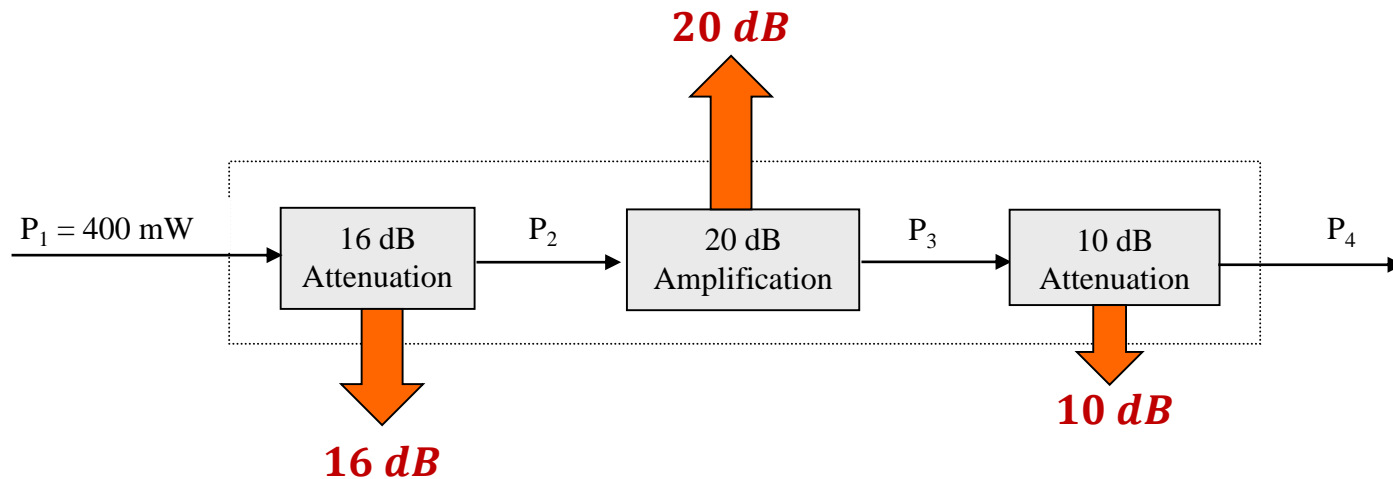 20 dB
P₁ = 400 mW
16 dB
Attenuation
P₂
20 dB
Amplification
P₃
10 dB
Attenuation
P₄
16 dB
10 dB